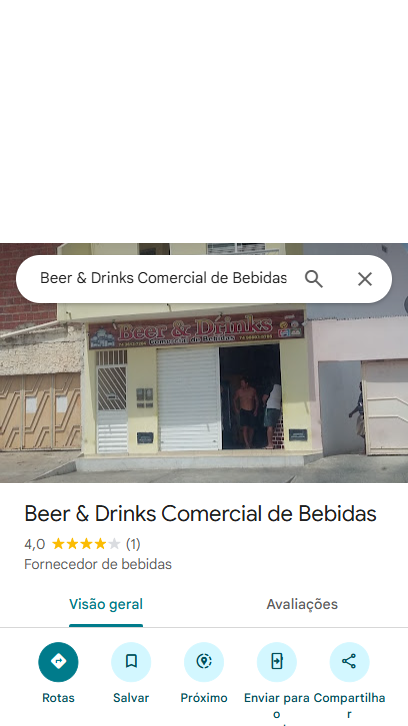 Beer & Drinks Comercial de Bebidas
Beer & Drinks
Comercial de Bebidas
Beer & Drinks Comercial de Bebidas
4,0 (1)
Fornecedor de bebidas
Visão geral Avaliações
Rotas Salvar Próximo Enviar para o Compartilhar